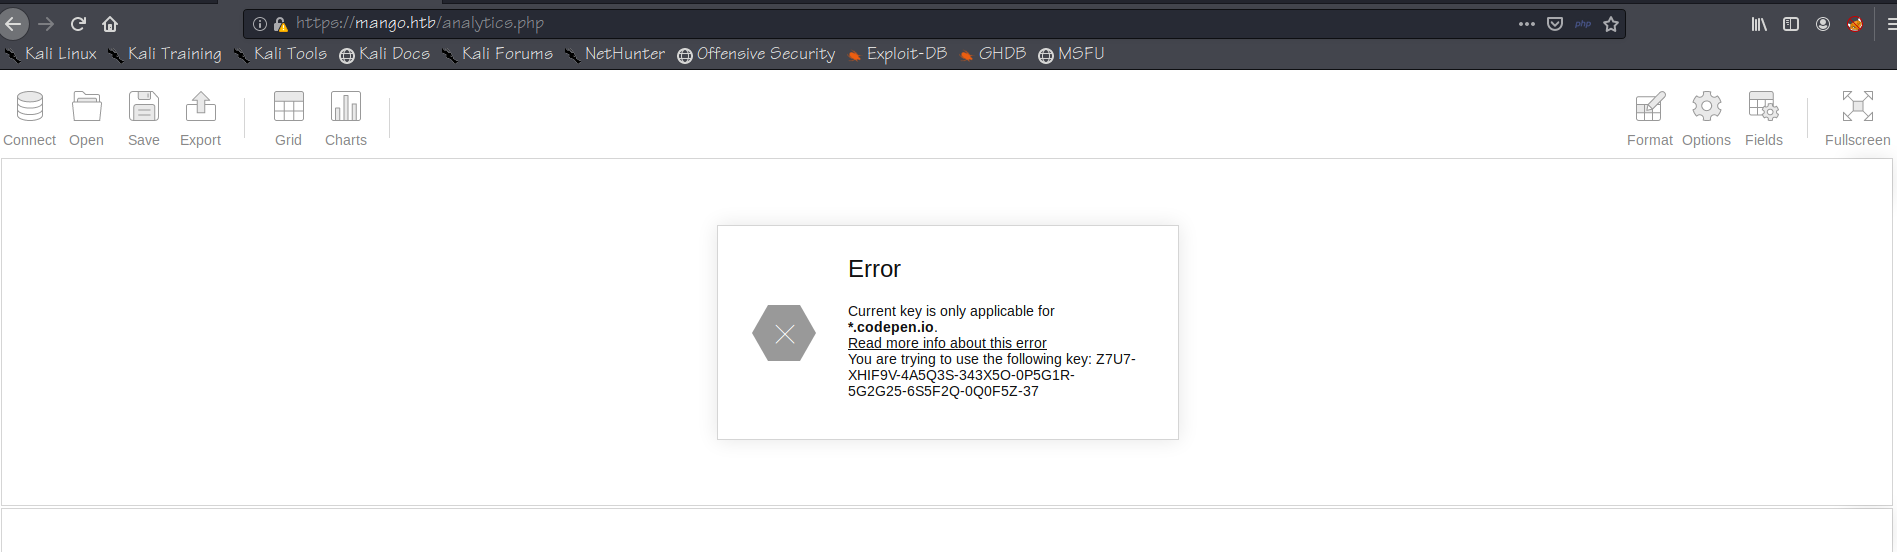 https://mango.htb/analytics.php php
Kali Linux Kali Training Kali Tools Kali Docs Kali Forums NetHunter Offensive Security Exploit-DB GHDB MSFU
Connect Open Save Export Grid Charts Format Options Fields Fullscreen
Error
Current key is only applicable for
*.codepen.io.
Read more info about this error
You are trying to use the following key: Z7U7-
XHIF9V-4A5Q3S-343X5O-0P5G1R-
5G2G25-6S5F2Q-0Q0F5Z-37